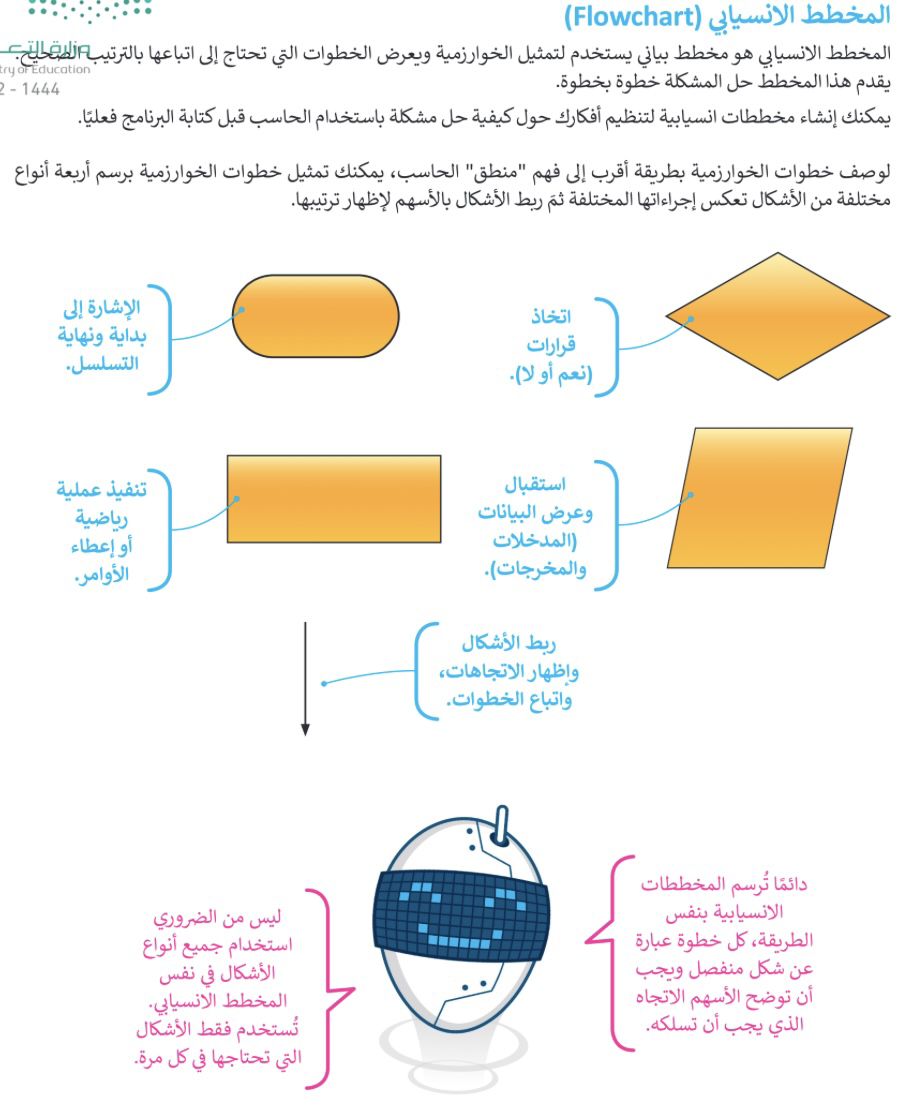 المخطط الانسيابي (Flowchart)
المخطط الانسيابي هو مخطط بياني يستخدم لتمثيل الخوارزمية ويعرض الخطوات التي تحتاج إلى اتباعها بالترتيب الصحيح.
يقدم هذا المخطط حل المشكلة خطوة بخطوة.
يمكنك إنشاء مخططات انسيابية لتنظيم أفكارك حول كيفية حل مشكلة باستخدام الحاسب قبل كتابة البرنامج فعليًا.
try of Education
2 - 1444
لوصف خطوات الخوارزمية بطريقة أقرب إلى فهم "منطق" الحاسب، يمكنك تمثيل خطوات الخوارزمية برسم أربعة أنواع
مختلفة من الأشكال تعكس إجراءاتها المختلفة ثمَ ربط الأشكال بالأسهم لإظهار ترتيبها.
اتخاذ
قرارات
(نعم أو لا).
الإشارة إلى
بداية ونهاية
التسلسل.
استقبال
وعرض البيانات
(المدخلات
والمخرجات).
تنفيذ عملية
رياضية
أو إعطاء
الأوامر.
ربط الأشكال
وإظهار الاتجاهات،
واتباع الخطوات.
دائمًا تُرسم المخططات
الانسيابية بنفس
الطريقة، كل خطوة عبارة
عن شكل منفصل ويجب
أن توضح الأسهم الاتجاه
الذي يجب أن تسلكه.
ليس من الضروري
استخدام جميع أنواع
الأشكال في نفس
المخطط الانسيابي.
تُستخدم فقط الأشكال
التي تحتاجها في كل مرة.